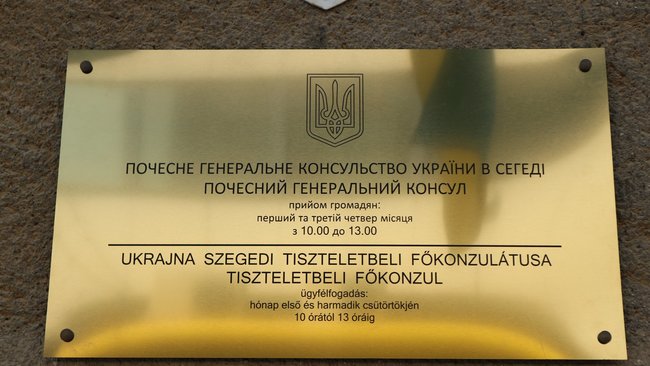 ПОЧЕСНЕ ГЕНЕРАЛЬНЕ КОНСУЛЬСТВО УКРАЇНИ В СЕГЕДІ
ПОЧЕСНИЙ ГЕНЕРАЛЬНИЙ КОНСУЛ
прийом громадян:
перший та третій четвер місяця
з 10.00 до 13.00
UKRAJNA SZEGEDI TISZTELETBELI FŐKONZULÁTUSA
TISZTELETBELI FŐKONZUL
ügyfélfogadás:
hónap első és harmadik csütörtökjén
10 órától 13 óráig